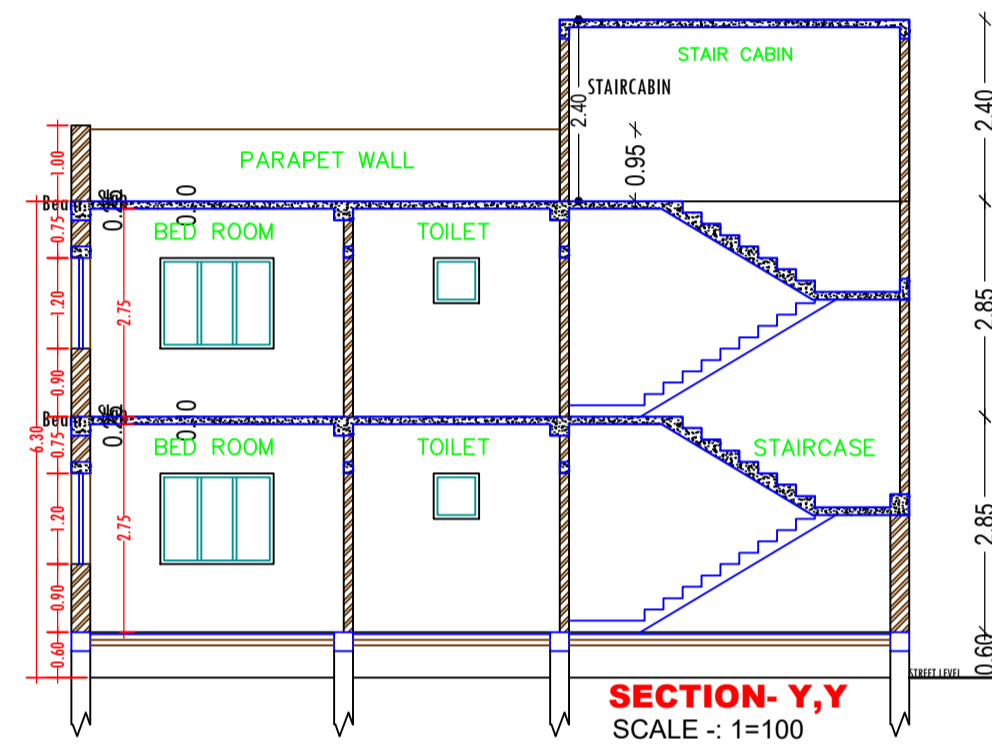 STAIR CABIN
STAIRCABIN
2.40
2.40
0.95
PARAPET WALL
1.00
BED ROOM
TOILET
0.75
1.20
0.90
2.75
2.85
6.30
BED ROOM
TOILET
STAIRCASE
0.75
1.20
0.90
2.75
2.85
0.60
0.60
STREET LEVEL
SECTION- Y,Y
SCALE -: 1=100